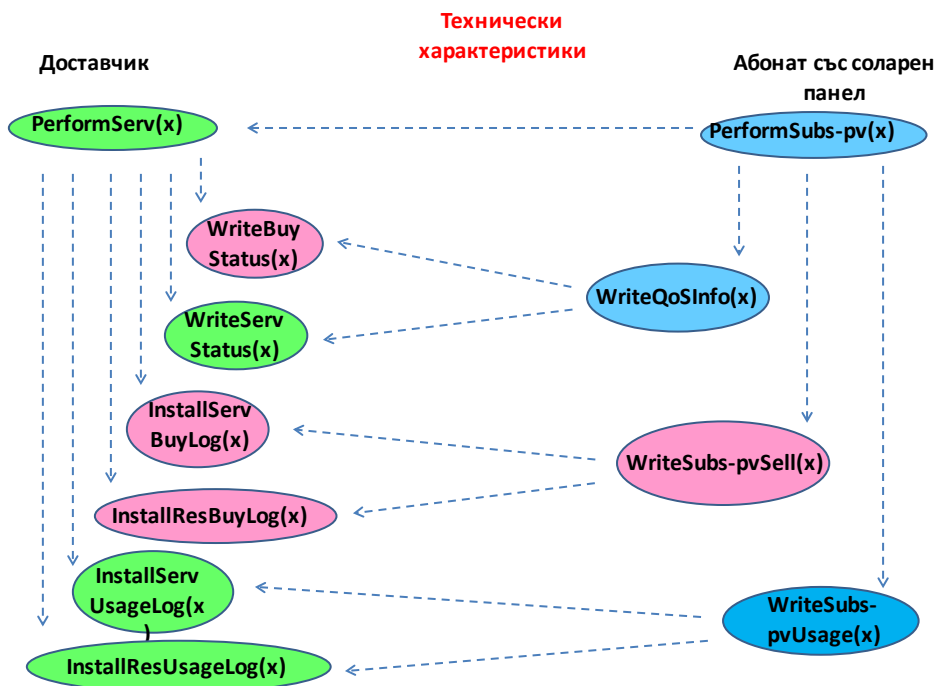 Технически
характеристики
Доставчик
Абонат със соларен
панел
PerformServ(x)
PerformSubs-pv(x)
WriteBuy
Status(x)
WriteQoSInfo(x)
WriteServ
Status(x)
InstallServ
BuyLog(x)
WriteSubs-pvSell(x)
InstallResBuyLog(x)
InstallServ
UsageLog(x
)
WriteSubs-
pvUsage(x)
InstallResUsageLog(x)